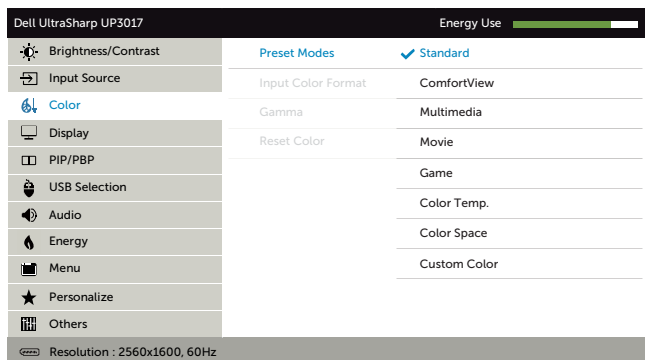 Dell UltraSharp UP3017 Energy Use
Brightness/Contrast
Input Source
Color
Display
PIP/PBP
USB Selection
Audio
Energy
Menu
Personalize
Others
Preset Modes
Input Color Format
Gamma
Reset Color
Standard
ComfortView
Multimedia
Movie
Game
Color Temp.
Color Space
Custom Color
Resolution : 2560x1600, 60Hz